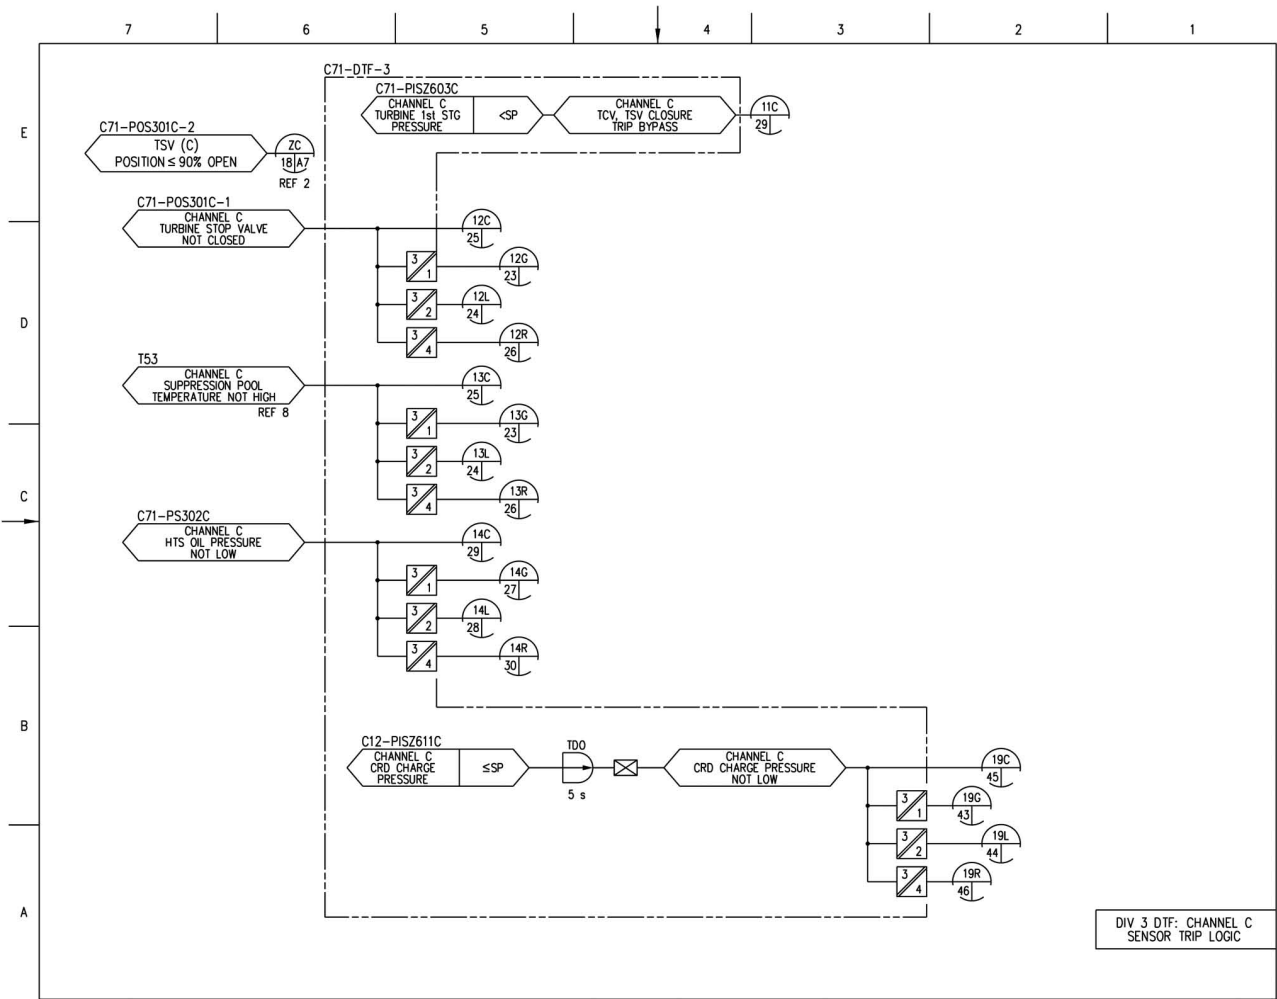 7 6 5 4 3 2 1
E
D
C
B
A
C71-DTF-3
C71-PISZ603C
CHANNEL C
TURBINE 1st STG
PRESSURE
<SP
CHANNEL C
TCV, TSV CLOSURE
TRIP BYPASS
11C
29
C71-POS301C-2
TSV (C)
POSITION ≤ 90% OPEN
ZC
18 A7
REF 2
C71-POS301C-1
CHANNEL C
TURBINE STOP VALVE
NOT CLOSED
12C
25
3 1
12G
23
3 2
12L
24
3 4
12R
26
T53
CHANNEL C
SUPPRESSION POOL
TEMPERATURE NOT HIGH
REF 8
13C
25
3 1
13G
23
3 2
13L
24
3 4
13R
26
C71-PS302C
CHANNEL C
HTS OIL PRESSURE
NOT LOW
14C
29
3 1
14G
27
3 2
14L
28
3 4
14R
30
C12-PISZ611C
CHANNEL C
CRD CHARGE
PRESSURE
≤SP
TDO
5 s
CHANNEL C
CRD CHARGE PRESSURE
NOT LOW
19C
45
3 1
19G
43
3 2
19L
44
3 4
19R
46
DIV 3 DTF: CHANNEL C
SENSOR TRIP LOGIC